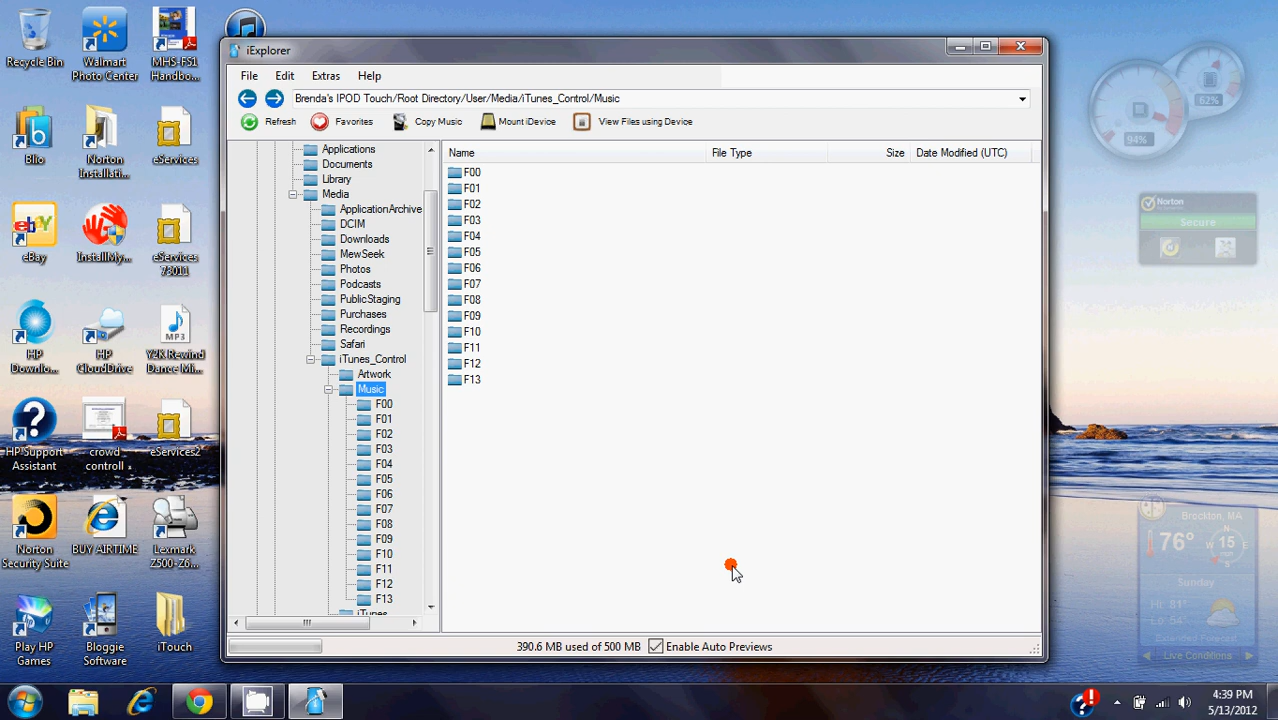 Recycle Bin
Walmart
Photo Center
MHS-FS1
Handbo...
Blio
Norton
Installati...
eServices
eBay
InstallMy...
eServices
73011
HP
Downlo...
HP
CloudDrive
MP3
Y2K Rewind
Dance Mi...
HP Support
Assistant
crowd
controll
eServices2
Norton
Security Suite
BUY AIRTIME
Lexmark
Z500-Z6...
Play HP
Games
Bloggie
Software
iTouch
iExplorer
File Edit Extras Help
Brenda's IPOD Touch/Root Directory/User/Media/iTunes_Control/Music
Refresh Favorites Copy Music Mount iDevice View Files using Device
Applications
Documents
Library
Media
ApplicationArchive
DCIM
Downloads
MewSeek
Photos
Podcasts
PublicStaging
Purchases
Recordings
Safari
iTunes_Control
Artwork
Music
F00
F01
F02
F03
F04
F05
F06
F07
F08
F09
F10
F11
F12
F13
iTunes
Name File Type Size Date Modified (UTC)
F00
F01
F02
F03
F04
F05
F06
F07
F08
F09
F10
F11
F12
F13
390.6 MB used of 500 MB Enable Auto Previews
62%
94%
Norton
Secure
Brockton, MA
76°
N
W 15 E
S
Sunday
Hi: 81°
Lo: 54°
Extended Forecast
Live Conditions
4:39 PM
5/13/2012